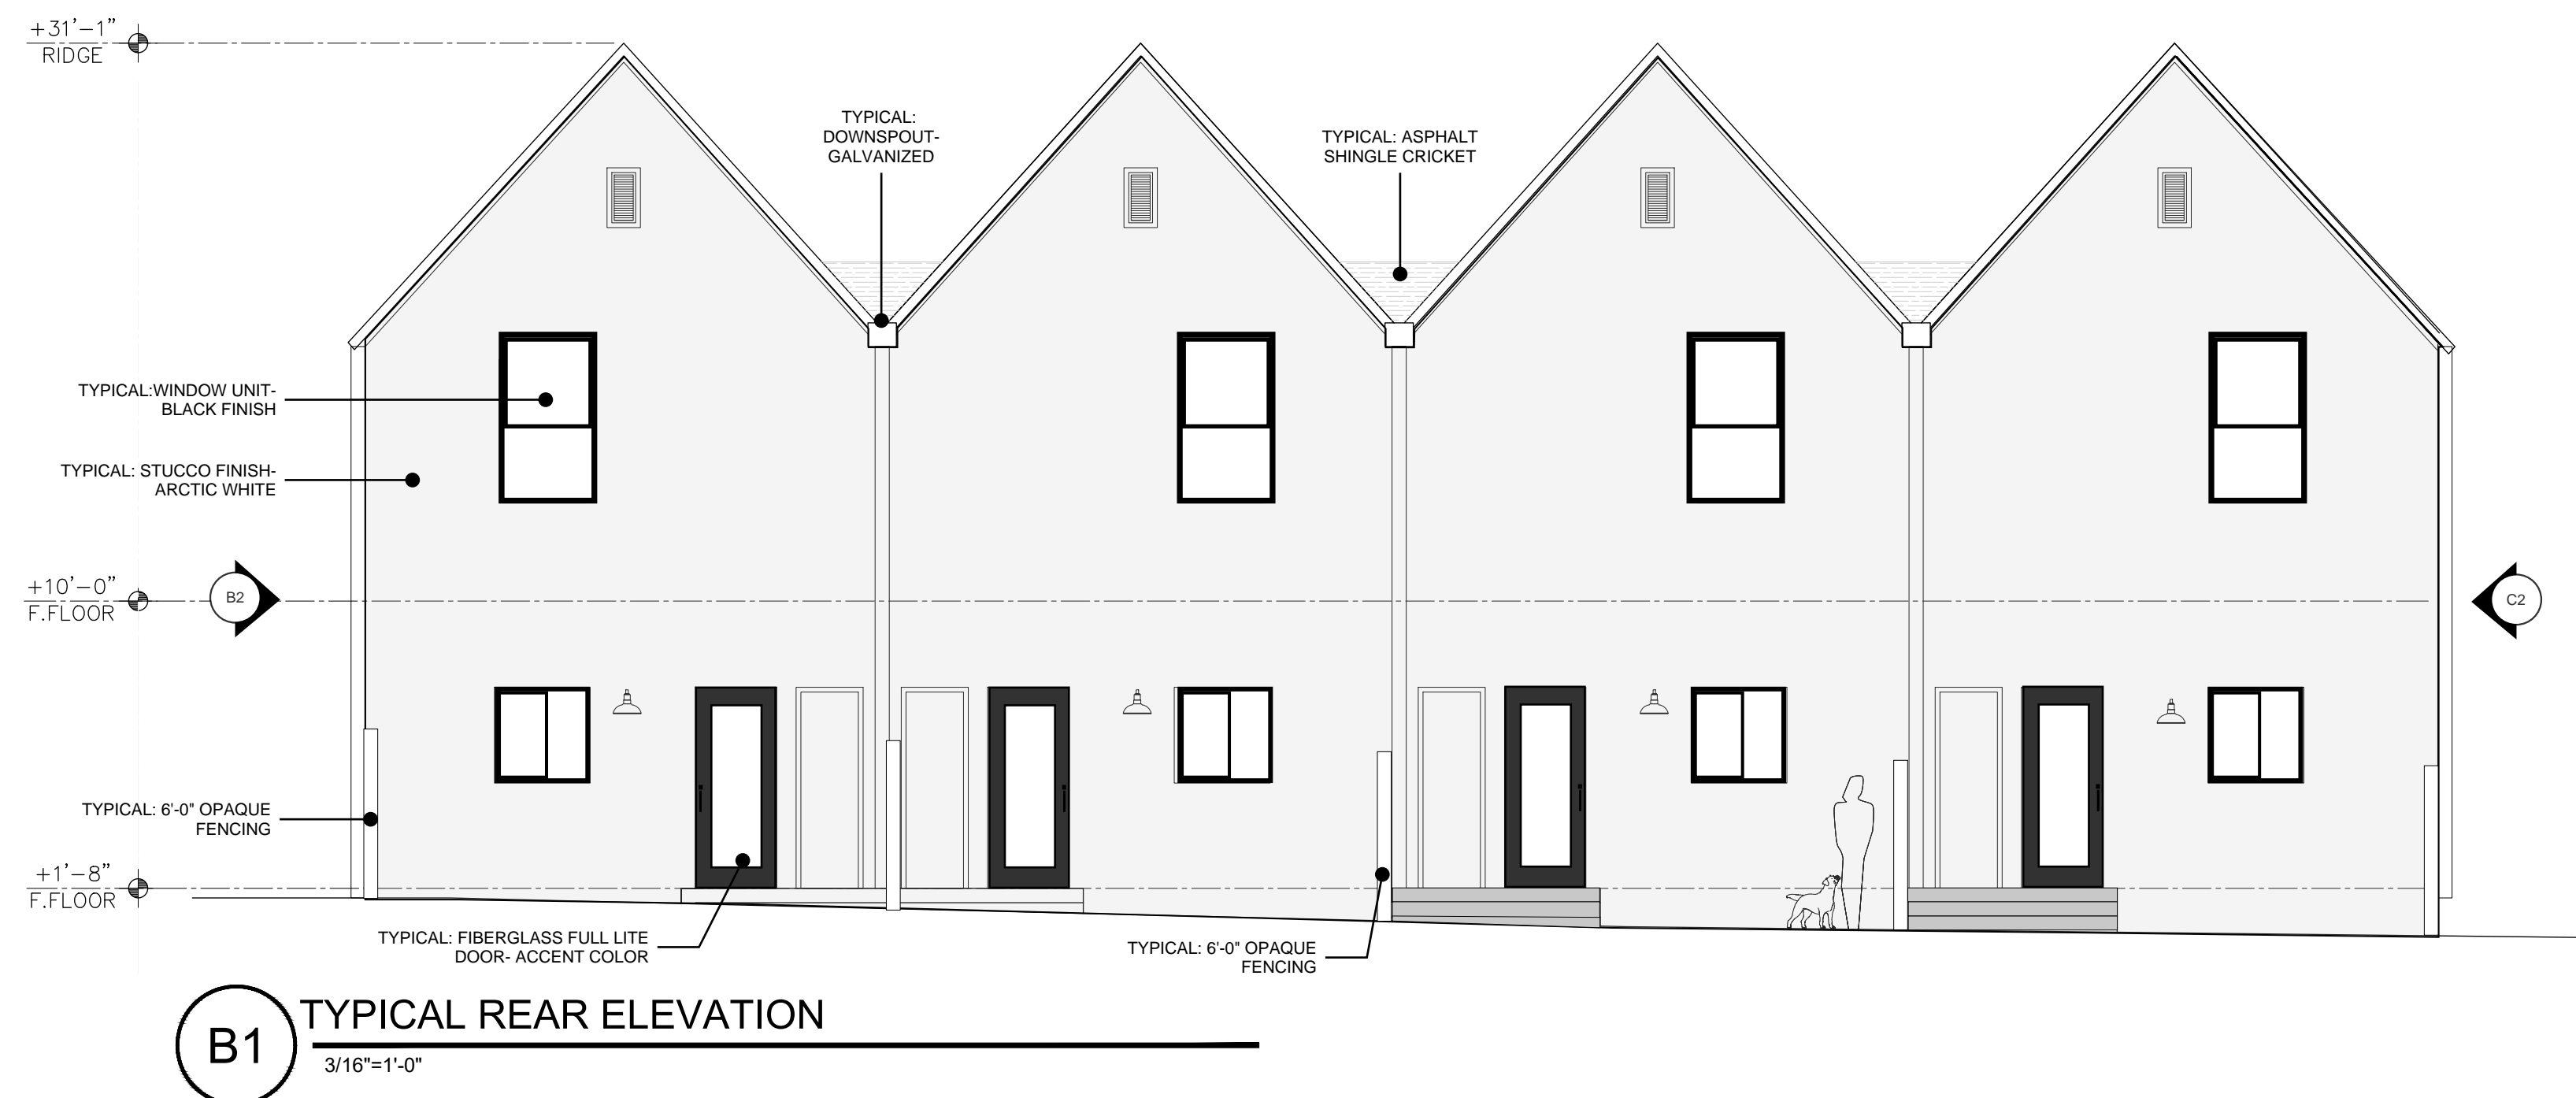 +31'-1"
RIDGE
TYPICAL:
DOWNSPOUT-
GALVANIZED
TYPICAL: ASPHALT
SHINGLE CRICKET
TYPICAL:WINDOW UNIT-
BLACK FINISH
TYPICAL: STUCCO FINISH-
ARCTIC WHITE
+10'-0"
F.FLOOR
B2
C2
TYPICAL: 6'-0" OPAQUE
FENCING
+1'-8"
F.FLOOR
TYPICAL: FIBERGLASS FULL LITE
DOOR- ACCENT COLOR
TYPICAL: 6'-0" OPAQUE
FENCING
B1
TYPICAL REAR ELEVATION
3/16"=1'-0"